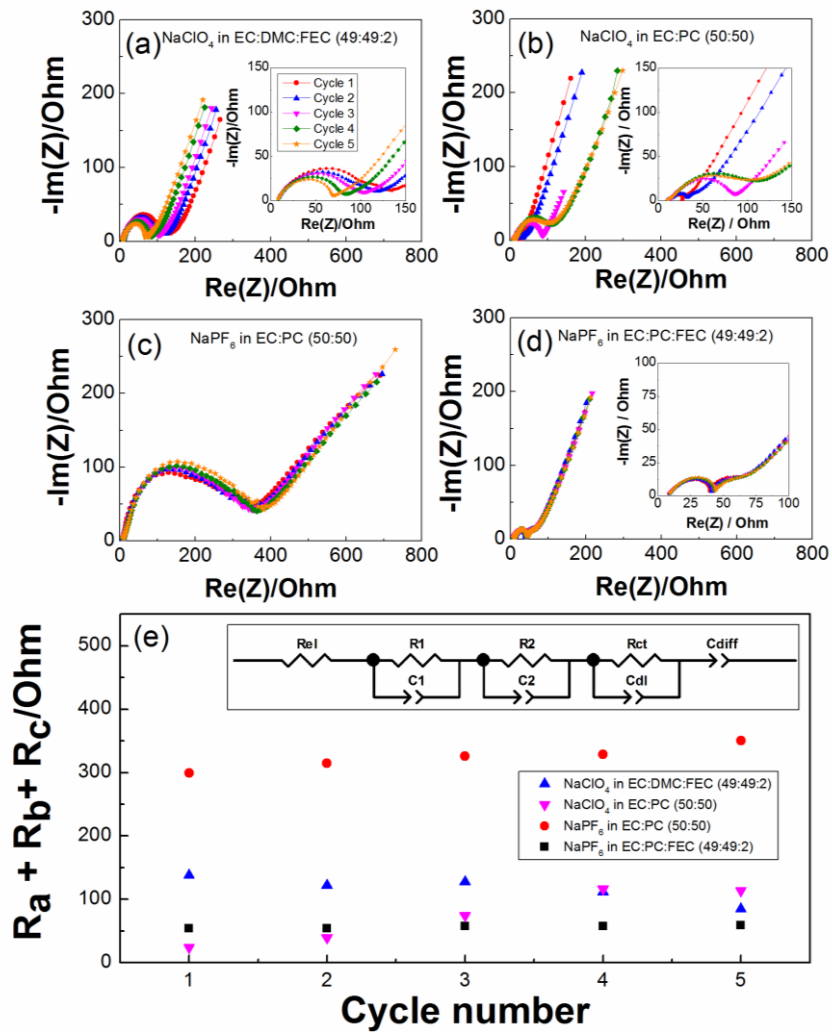 (a) NaClO₄ in EC:DMC:FEC (49:49:2)
-Im(Z)/Ohm
300
200
100
0
0 200 400 600 800
Re(Z)/Ohm
-Im(Z)/Ohm
150
100
50
0
0 50 100 150
Re(Z)/Ohm
Cycle 1
Cycle 2
Cycle 3
Cycle 4
Cycle 5
(b) NaClO₄ in EC:PC (50:50)
-Im(Z)/Ohm
300
200
100
0
0 200 400 600 800
Re(Z)/Ohm
-Im(Z) / Ohm
150
100
50
0
0 50 100 150
Re(Z) / Ohm
(c) NaPF₆ in EC:PC (50:50)
-Im(Z)/Ohm
300
200
100
0
0 200 400 600 800
Re(Z)/Ohm
(d) NaPF₆ in EC:PC:FEC (49:49:2)
-Im(Z)/Ohm
300
200
100
0
0 200 400 600 800
Re(Z)/Ohm
-Im(Z) / Ohm
100
75
50
25
0
0 25 50 75 100
Re(Z) / Ohm
(e)
Rel R1 R2 Rct Cdiff
C1 C2 Cdl
Rₐ + R_b + R_c/Ohm
500
400
300
200
100
0
NaClO₄ in EC:DMC:FEC (49:49:2)
NaClO₄ in EC:PC (50:50)
NaPF₆ in EC:PC (50:50)
NaPF₆ in EC:PC:FEC (49:49:2)
1 2 3 4 5
Cycle number